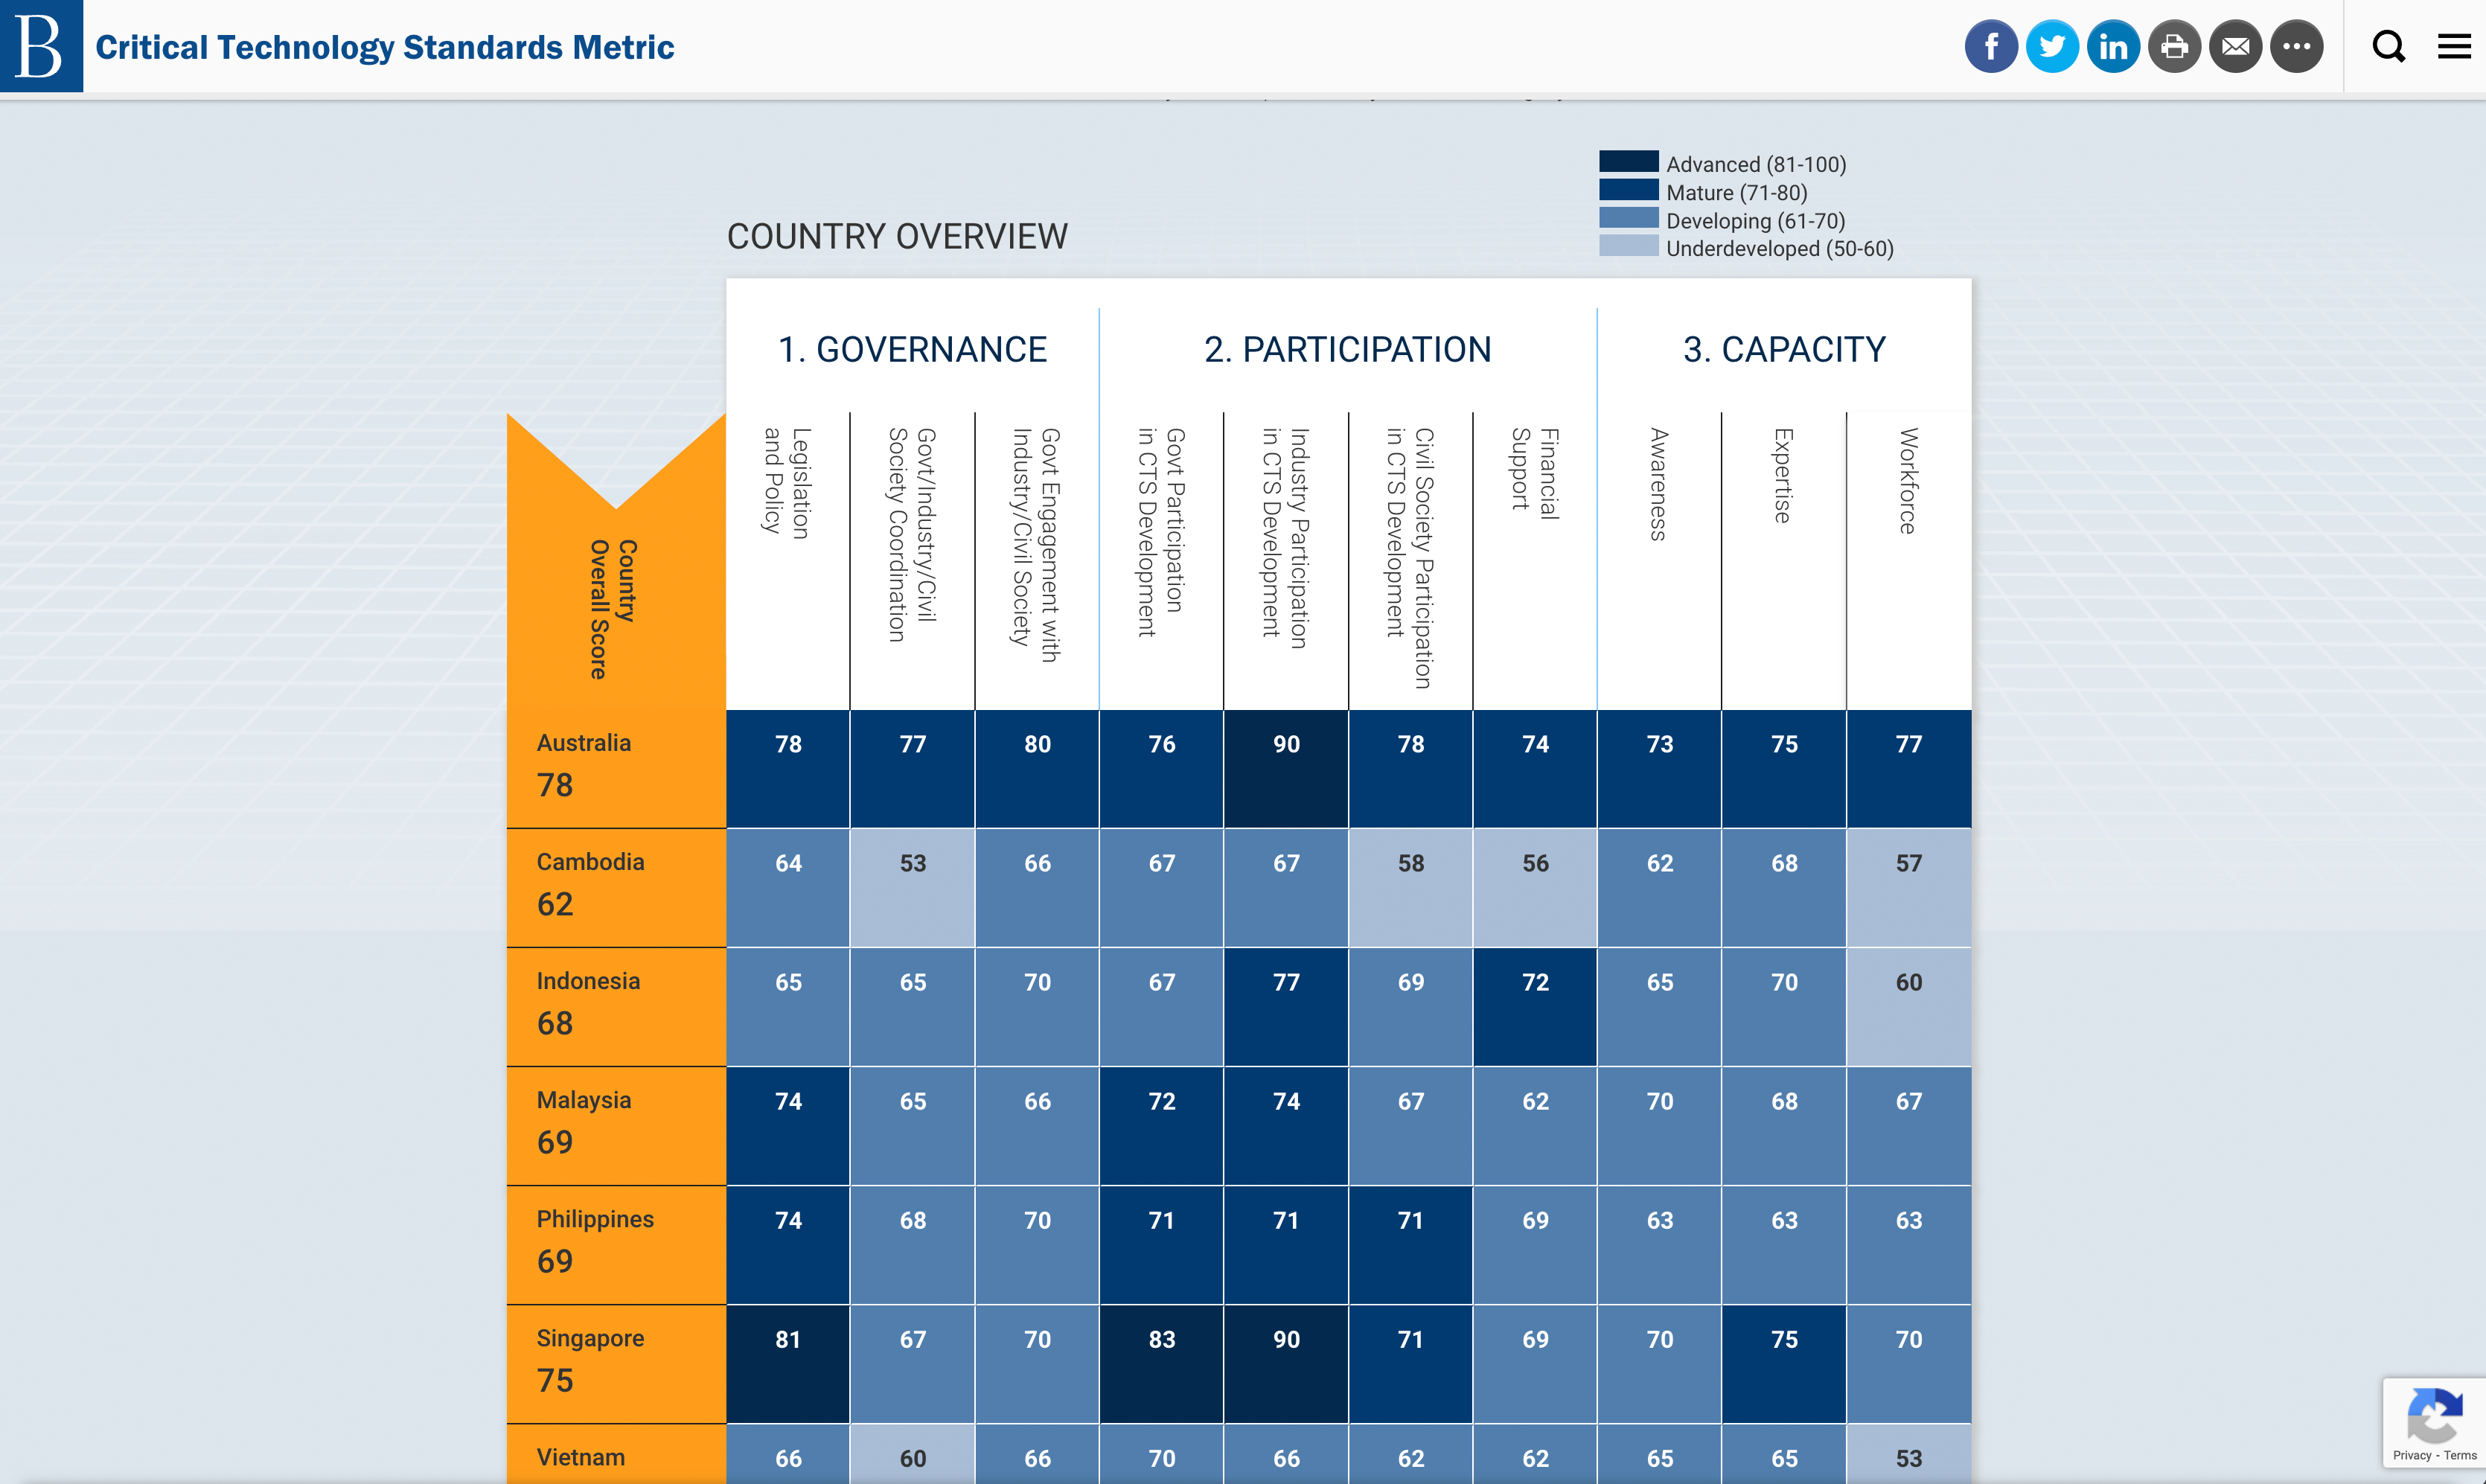 B Critical Technology Standards Metric
Advanced (81-100)
Mature (71-80)
Developing (61-70)
Underdeveloped (50-60)
COUNTRY OVERVIEW
1. GOVERNANCE
2. PARTICIPATION
3. CAPACITY
Country
Overall Score
Legislation
and Policy
Govt/Industry/Civil
Society Coordination
Govt Engagement with
Industry/Civil Society
Govt Participation
in CTS Development
Industry Participation
in CTS Development
Civil Society Participation
in CTS Development
Financial
Support
Awareness
Expertise
Workforce
Australia
78
78 77 80 76 90 78 74 73 75 77
Cambodia
62
64 53 66 67 67 58 56 62 68 57
Indonesia
68
65 65 70 67 77 69 72 65 70 60
Malaysia
69
74 65 66 72 74 67 62 70 68 67
Philippines
69
74 68 70 71 71 71 69 63 63 63
Singapore
75
81 67 70 83 90 71 69 70 75 70
Vietnam
66 60 66 70 66 62 62 65 65 53
Privacy - Terms